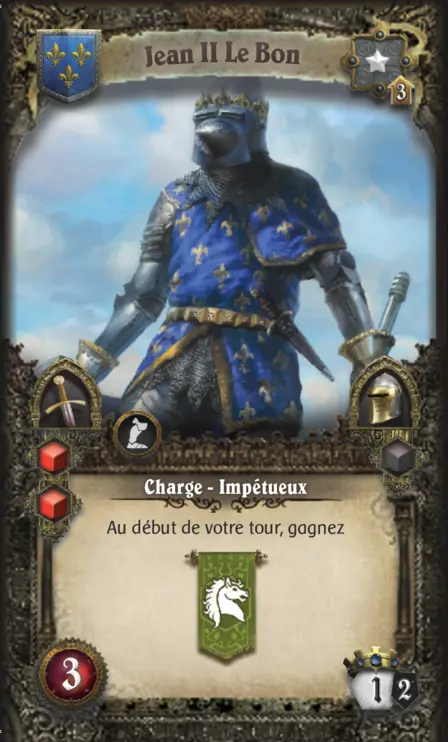 Jean II Le Bon
3
Charge - Impétueux
Au début de votre tour, gagnez
3
1 2